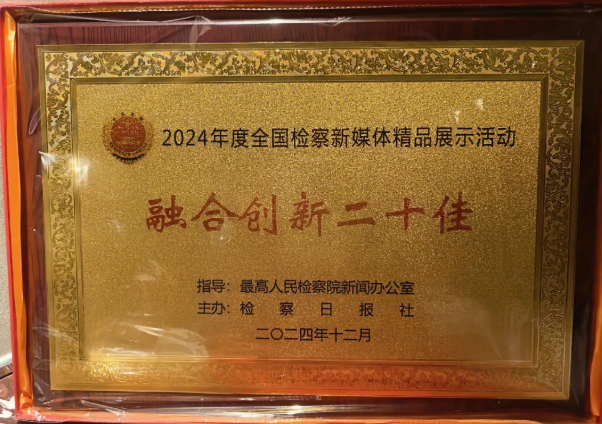 2024年度全国检察新媒体精品展示活动
融合创新二十佳
指导：最高人民检察院新闻办公室
主办：检察日报社
二〇二四年十二月